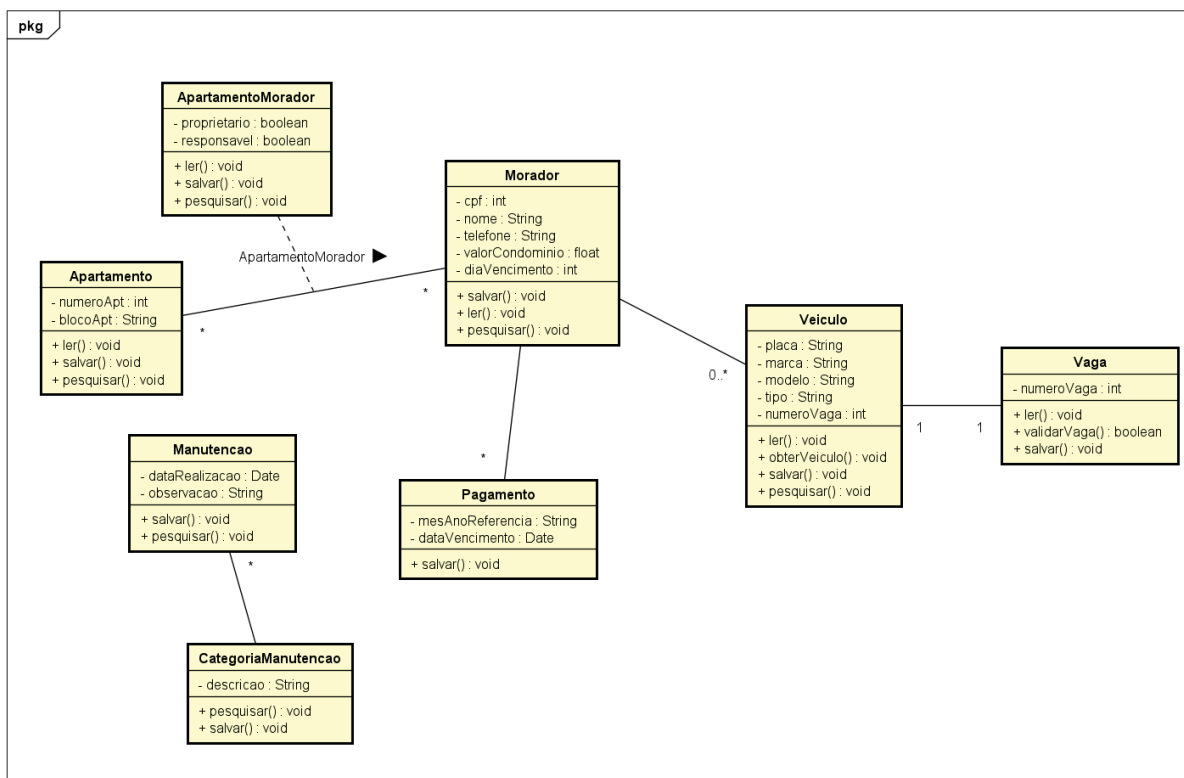 pkg
ApartamentoMorador
- proprietario : boolean
- responsavel : boolean
+ ler() : void
+ salvar() : void
+ pesquisar() : void
ApartamentoMorador ▶
Apartamento
- numeroApt : int
- blocoApt : String
+ ler() : void
+ salvar() : void
+ pesquisar() : void
*
*
Morador
- cpf : int
- nome : String
- telefone : String
- valorCondominio : float
- diaVencimento : int
+ salvar() : void
+ ler() : void
+ pesquisar() : void
0..*
Veiculo
- placa : String
- marca : String
- modelo : String
- tipo : String
- numeroVaga : int
+ ler() : void
+ obterVeiculo() : void
+ salvar() : void
+ pesquisar() : void
1
1
Vaga
- numeroVaga : int
+ ler() : void
+ validarVaga() : boolean
+ salvar() : void
Manutencao
- dataRealizacao : Date
- observacao : String
+ salvar() : void
+ pesquisar() : void
*
*
Pagamento
- mesAnoReferencia : String
- dataVencimento : Date
+ salvar() : void
CategoriaManutencao
- descricao : String
+ pesquisar() : void
+ salvar() : void